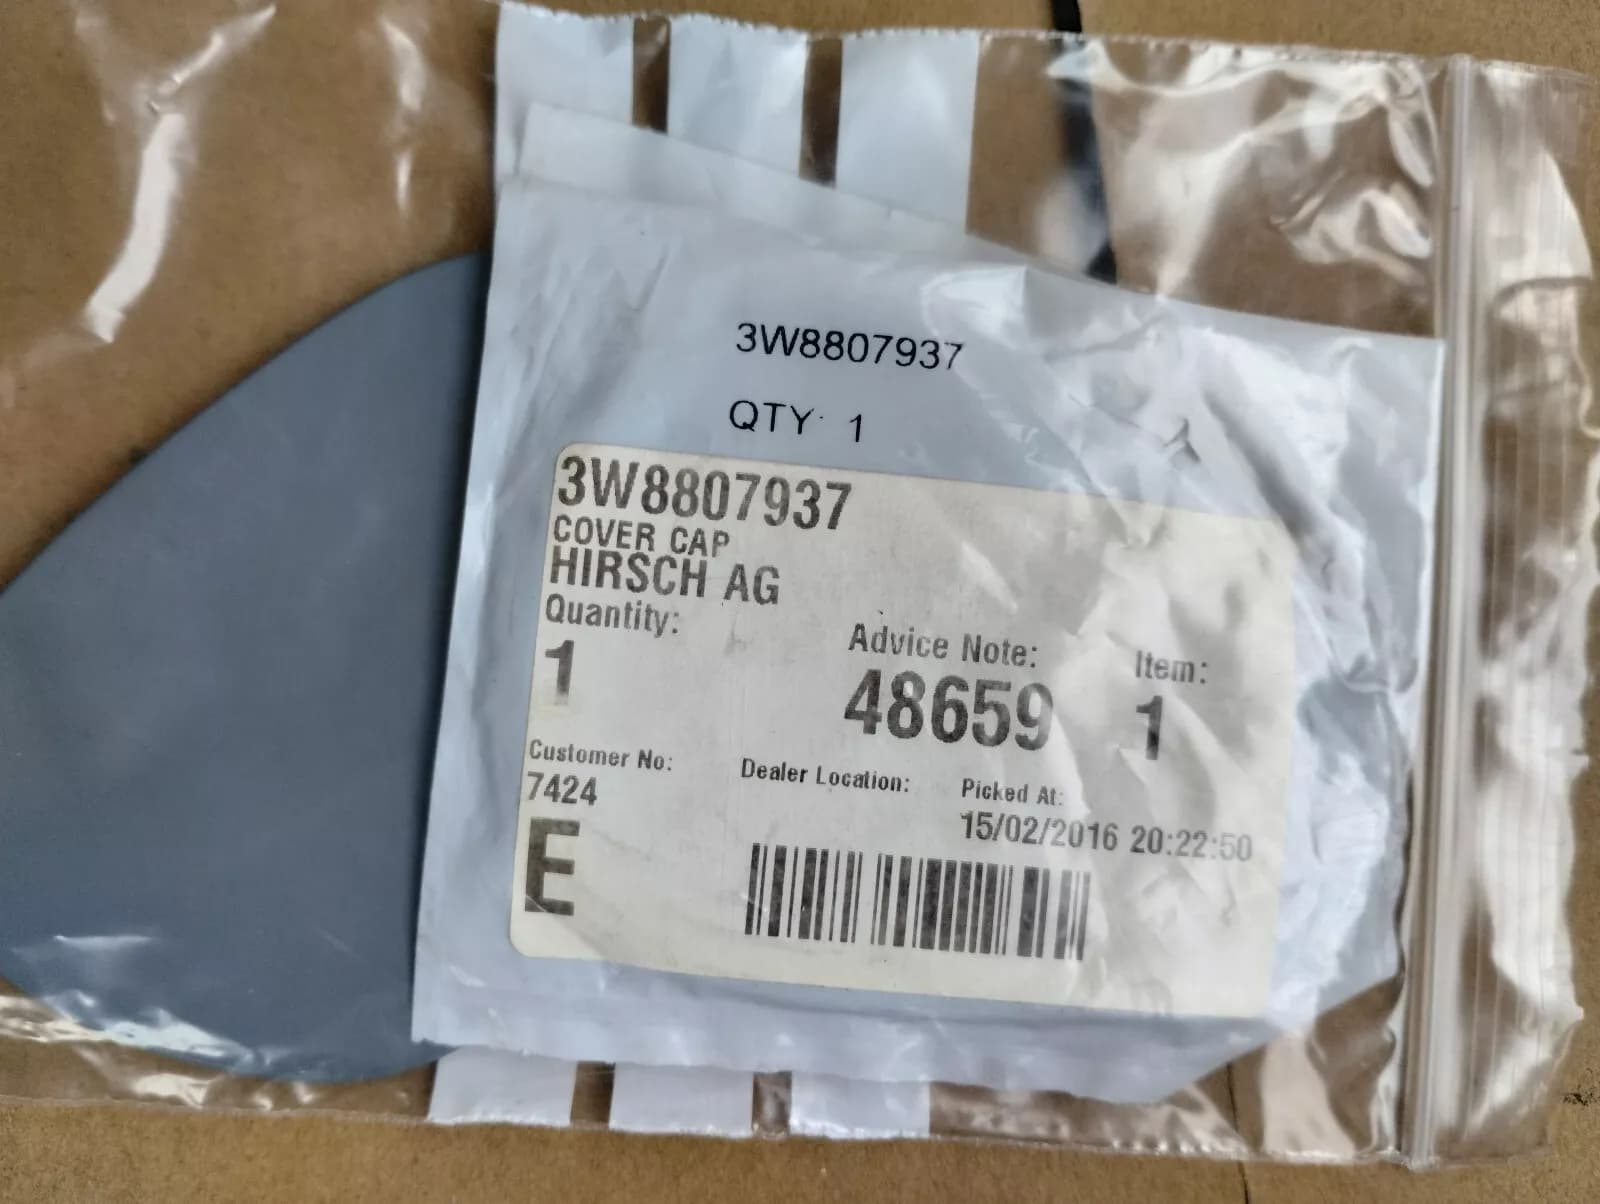 3W8807937
QTY 1
3W8807937
COVER CAP
HIRSCH AG
Quantity:
1
Advice Note:
48659
Item:
1
Customer No:
7424
Dealer Location:
Picked At:
15/02/2016 20:22:50
E